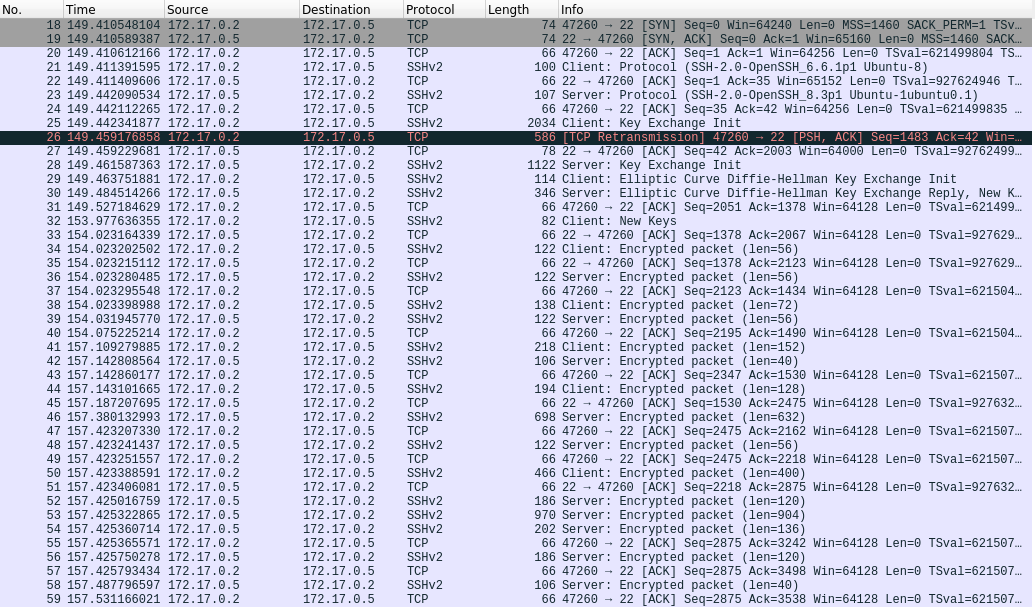 No. Time Source Destination Protocol Length Info
18 149.410548104 172.17.0.2 172.17.0.5 TCP 74 47260 → 22 [SYN] Seq=0 Win=64240 Len=0 MSS=1460 SACK_PERM=1 TSv…
19 149.410589387 172.17.0.5 172.17.0.2 TCP 74 22 → 47260 [SYN, ACK] Seq=0 Ack=1 Win=65160 Len=0 MSS=1460 SACK…
20 149.410612166 172.17.0.2 172.17.0.5 TCP 66 47260 → 22 [ACK] Seq=1 Ack=1 Win=64256 Len=0 TSval=621499804 TS…
21 149.411391595 172.17.0.2 172.17.0.5 SSHv2 100 Client: Protocol (SSH-2.0-OpenSSH_6.6.1p1 Ubuntu-8)
22 149.411409606 172.17.0.5 172.17.0.2 TCP 66 22 → 47260 [ACK] Seq=1 Ack=35 Win=65152 Len=0 TSval=927624946 T…
23 149.442090534 172.17.0.5 172.17.0.2 SSHv2 107 Server: Protocol (SSH-2.0-OpenSSH_8.3p1 Ubuntu-1ubuntu0.1)
24 149.442112265 172.17.0.2 172.17.0.5 TCP 66 47260 → 22 [ACK] Seq=35 Ack=42 Win=64256 Len=0 TSval=621499835 …
25 149.442341877 172.17.0.2 172.17.0.5 SSHv2 2034 Client: Key Exchange Init
26 149.459176858 172.17.0.2 172.17.0.5 TCP 586 [TCP Retransmission] 47260 → 22 [PSH, ACK] Seq=1483 Ack=42 Win=…
27 149.459229681 172.17.0.5 172.17.0.2 TCP 78 22 → 47260 [ACK] Seq=42 Ack=2003 Win=64000 Len=0 TSval=92762499…
28 149.461587363 172.17.0.5 172.17.0.2 SSHv2 1122 Server: Key Exchange Init
29 149.463751881 172.17.0.2 172.17.0.5 SSHv2 114 Client: Elliptic Curve Diffie-Hellman Key Exchange Init
30 149.484514266 172.17.0.5 172.17.0.2 SSHv2 346 Server: Elliptic Curve Diffie-Hellman Key Exchange Reply, New K…
31 149.527184629 172.17.0.2 172.17.0.5 TCP 66 47260 → 22 [ACK] Seq=2051 Ack=1378 Win=64128 Len=0 TSval=621499…
32 153.977636355 172.17.0.2 172.17.0.5 SSHv2 82 Client: New Keys
33 154.023164339 172.17.0.5 172.17.0.2 TCP 66 22 → 47260 [ACK] Seq=1378 Ack=2067 Win=64128 Len=0 TSval=927629…
34 154.023202502 172.17.0.2 172.17.0.5 SSHv2 122 Client: Encrypted packet (len=56)
35 154.023215112 172.17.0.5 172.17.0.2 TCP 66 22 → 47260 [ACK] Seq=1378 Ack=2123 Win=64128 Len=0 TSval=927629…
36 154.023280485 172.17.0.5 172.17.0.2 SSHv2 122 Server: Encrypted packet (len=56)
37 154.023295548 172.17.0.2 172.17.0.5 TCP 66 47260 → 22 [ACK] Seq=2123 Ack=1434 Win=64128 Len=0 TSval=621504…
38 154.023398988 172.17.0.2 172.17.0.5 SSHv2 138 Client: Encrypted packet (len=72)
39 154.031945770 172.17.0.5 172.17.0.2 SSHv2 122 Server: Encrypted packet (len=56)
40 154.075225214 172.17.0.2 172.17.0.5 TCP 66 47260 → 22 [ACK] Seq=2195 Ack=1490 Win=64128 Len=0 TSval=621504…
41 157.109279885 172.17.0.2 172.17.0.5 SSHv2 218 Client: Encrypted packet (len=152)
42 157.142808564 172.17.0.5 172.17.0.2 SSHv2 106 Server: Encrypted packet (len=40)
43 157.142860177 172.17.0.2 172.17.0.5 TCP 66 47260 → 22 [ACK] Seq=2347 Ack=1530 Win=64128 Len=0 TSval=621507…
44 157.143101665 172.17.0.2 172.17.0.5 SSHv2 194 Client: Encrypted packet (len=128)
45 157.187207695 172.17.0.5 172.17.0.2 TCP 66 22 → 47260 [ACK] Seq=1530 Ack=2475 Win=64128 Len=0 TSval=927632…
46 157.380132993 172.17.0.5 172.17.0.2 SSHv2 698 Server: Encrypted packet (len=632)
47 157.423207330 172.17.0.2 172.17.0.5 TCP 66 47260 → 22 [ACK] Seq=2475 Ack=2162 Win=64128 Len=0 TSval=621507…
48 157.423241437 172.17.0.5 172.17.0.2 SSHv2 122 Server: Encrypted packet (len=56)
49 157.423251557 172.17.0.2 172.17.0.5 TCP 66 47260 → 22 [ACK] Seq=2475 Ack=2218 Win=64128 Len=0 TSval=621507…
50 157.423388591 172.17.0.2 172.17.0.5 SSHv2 466 Client: Encrypted packet (len=400)
51 157.423406081 172.17.0.5 172.17.0.2 TCP 66 22 → 47260 [ACK] Seq=2218 Ack=2875 Win=64128 Len=0 TSval=927632…
52 157.425016759 172.17.0.5 172.17.0.2 SSHv2 186 Server: Encrypted packet (len=120)
53 157.425322865 172.17.0.5 172.17.0.2 SSHv2 970 Server: Encrypted packet (len=904)
54 157.425360714 172.17.0.5 172.17.0.2 SSHv2 202 Server: Encrypted packet (len=136)
55 157.425365571 172.17.0.2 172.17.0.5 TCP 66 47260 → 22 [ACK] Seq=2875 Ack=3242 Win=64128 Len=0 TSval=621507…
56 157.425750278 172.17.0.5 172.17.0.2 SSHv2 186 Server: Encrypted packet (len=120)
57 157.425793434 172.17.0.2 172.17.0.5 TCP 66 47260 → 22 [ACK] Seq=2875 Ack=3498 Win=64128 Len=0 TSval=621507…
58 157.487796597 172.17.0.5 172.17.0.2 SSHv2 106 Server: Encrypted packet (len=40)
59 157.531166021 172.17.0.2 172.17.0.5 TCP 66 47260 → 22 [ACK] Seq=2875 Ack=3538 Win=64128 Len=0 TSval=621507…